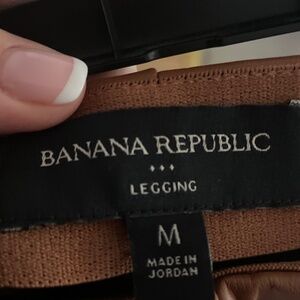 BANANA REPUBLIC
LEGGING
M
MADE IN
JORDAN